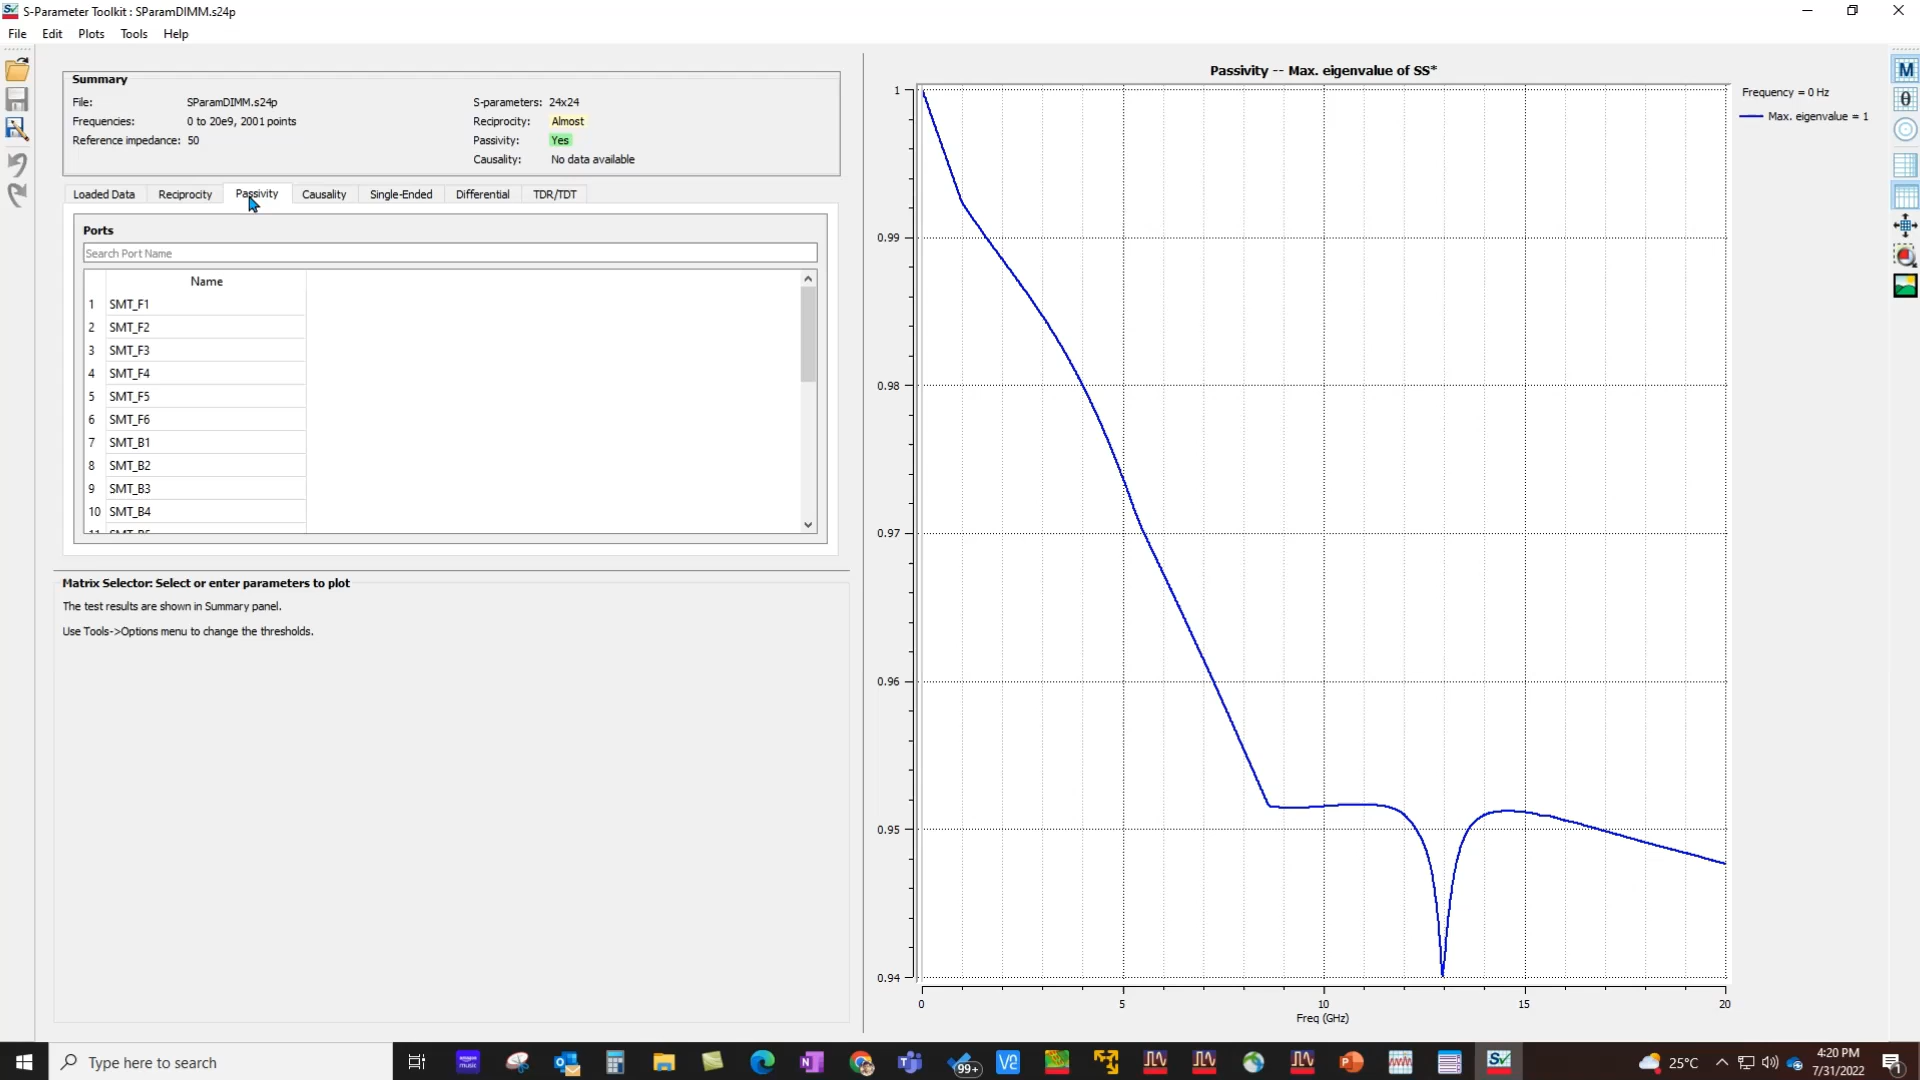 S-Parameter Toolkit : SParamDIMM.s24p
File Edit Plots Tools Help
Summary
File: SParamDIMM.s24p
Frequencies: 0 to 20e9, 2001 points
Reference impedance: 50
S-parameters: 24x24
Reciprocity: Almost
Passivity: Yes
Causality: No data available
Loaded Data Reciprocity Passivity Causality Single-Ended Differential TDR/TDT
Ports
Search Port Name
Name
1 SMT_F1
2 SMT_F2
3 SMT_F3
4 SMT_F4
5 SMT_F5
6 SMT_F6
7 SMT_B1
8 SMT_B2
9 SMT_B3
10 SMT_B4
Matrix Selector: Select or enter parameters to plot
The test results are shown in Summary panel.
Use Tools->Options menu to change the thresholds.
Passivity -- Max. eigenvalue of SS*
1
0.99
0.98
0.97
0.96
0.95
0.94
0 5 10 15 20
Freq (GHz)
Frequency = 0 Hz
Max. eigenvalue = 1
M
θ
Type here to search
amazon music
99+
25°C
4:20 PM
7/31/2022
1